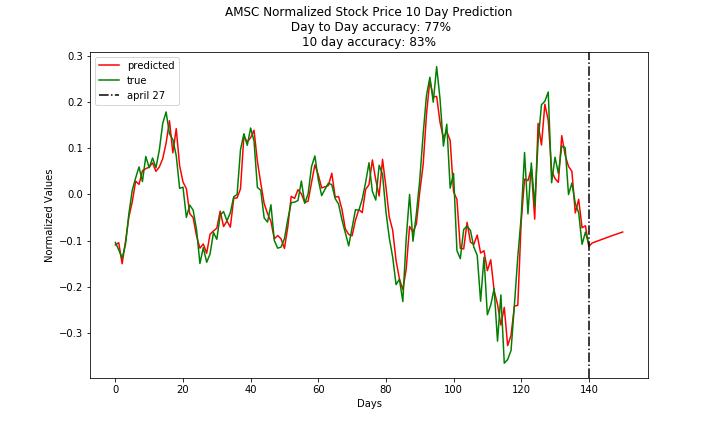 AMSC Normalized Stock Price 10 Day Prediction
Day to Day accuracy: 77%
10 day accuracy: 83%
predicted
true
april 27
Normalized Values
0.3
0.2
0.1
0.0
−0.1
−0.2
−0.3
0 20 40 60 80 100 120 140
Days